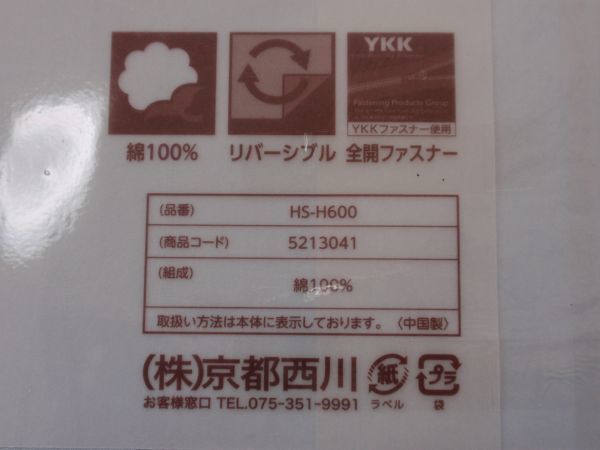 YKK
Fastening Products Group
YKKファスナー使用
綿100%
リバーシブル
全開ファスナー
(品番) HS-H600
(商品コード) 5213041
(組成) 綿100%
取扱い方法は本体に表示しております。〈中国製〉
(株)京都西川
お客様窓口 TEL.075-351-9991
紙
ラベル
プラ
袋